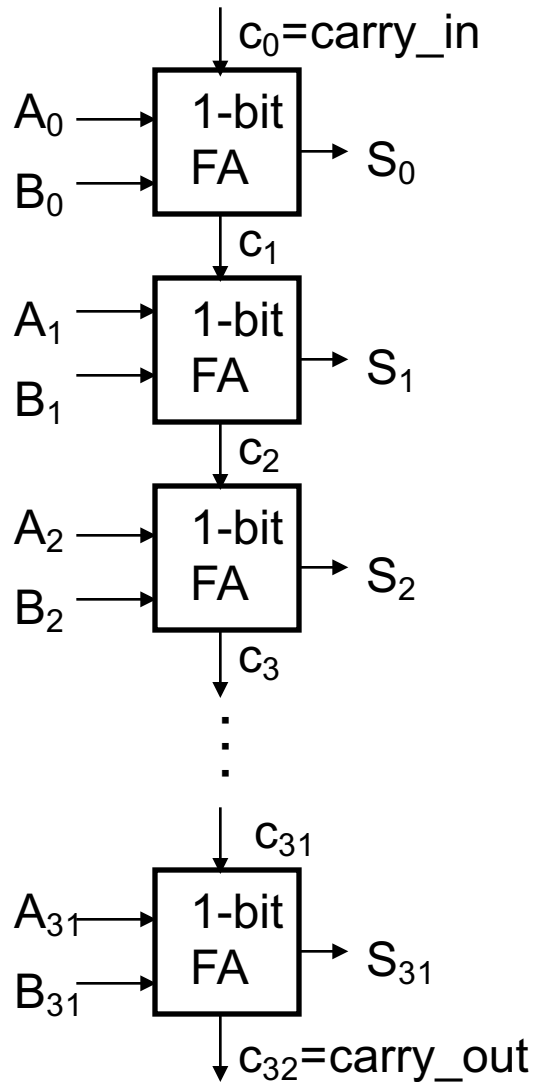 c₀=carry_in
A₀ 1-bit
FA S₀
B₀
c₁
A₁ 1-bit
FA S₁
B₁
c₂
A₂ 1-bit
FA S₂
B₂
c₃
⋮
c₃₁
A₃₁ 1-bit
FA S₃₁
B₃₁
c₃₂=carry_out